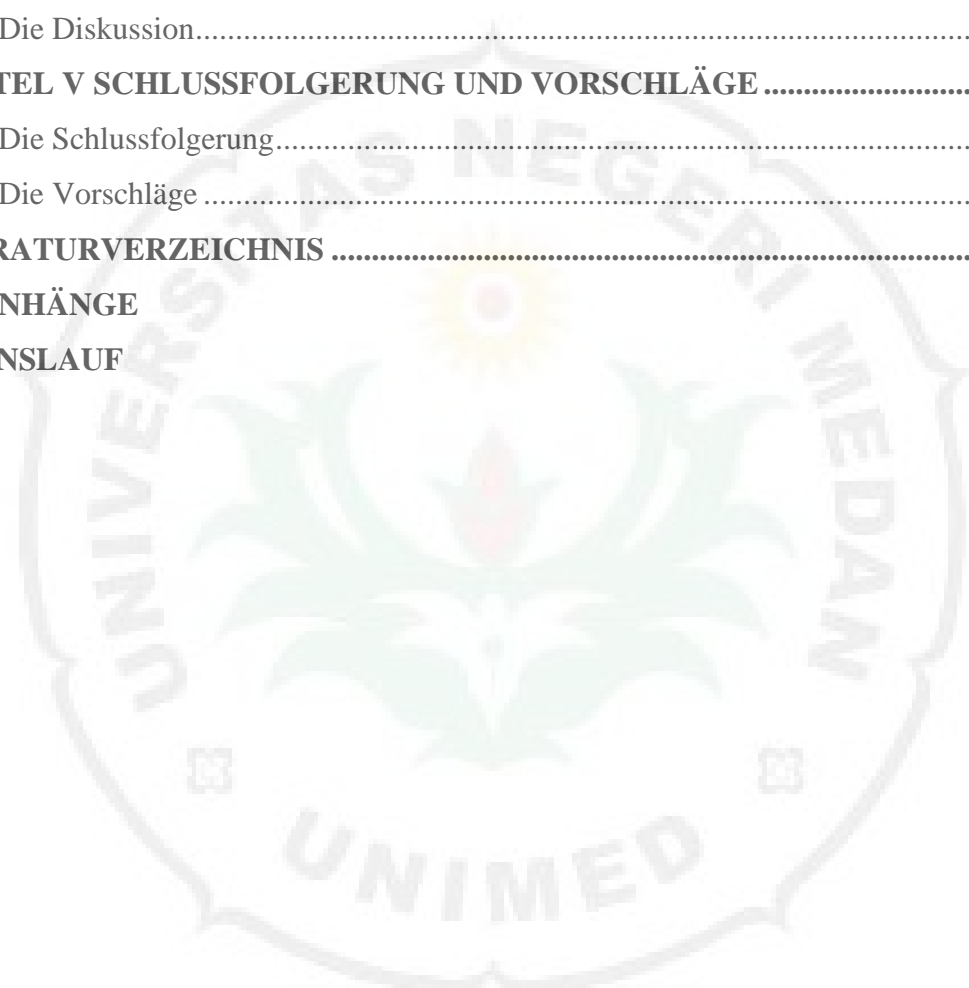 Die Diskussion....................................................................................................
TEL V SCHLUSSFOLGERUNG UND VORSCHLÄGE ..........................
Die Schlussfolgerung.......................................................................................
Die Vorschläge ..................................................................................................
RATURVERZEICHNIS ...............................................................................
NHÄNGE
NSLAUF
UNIVERSITAS NEGERI MEDAN
UNIMED